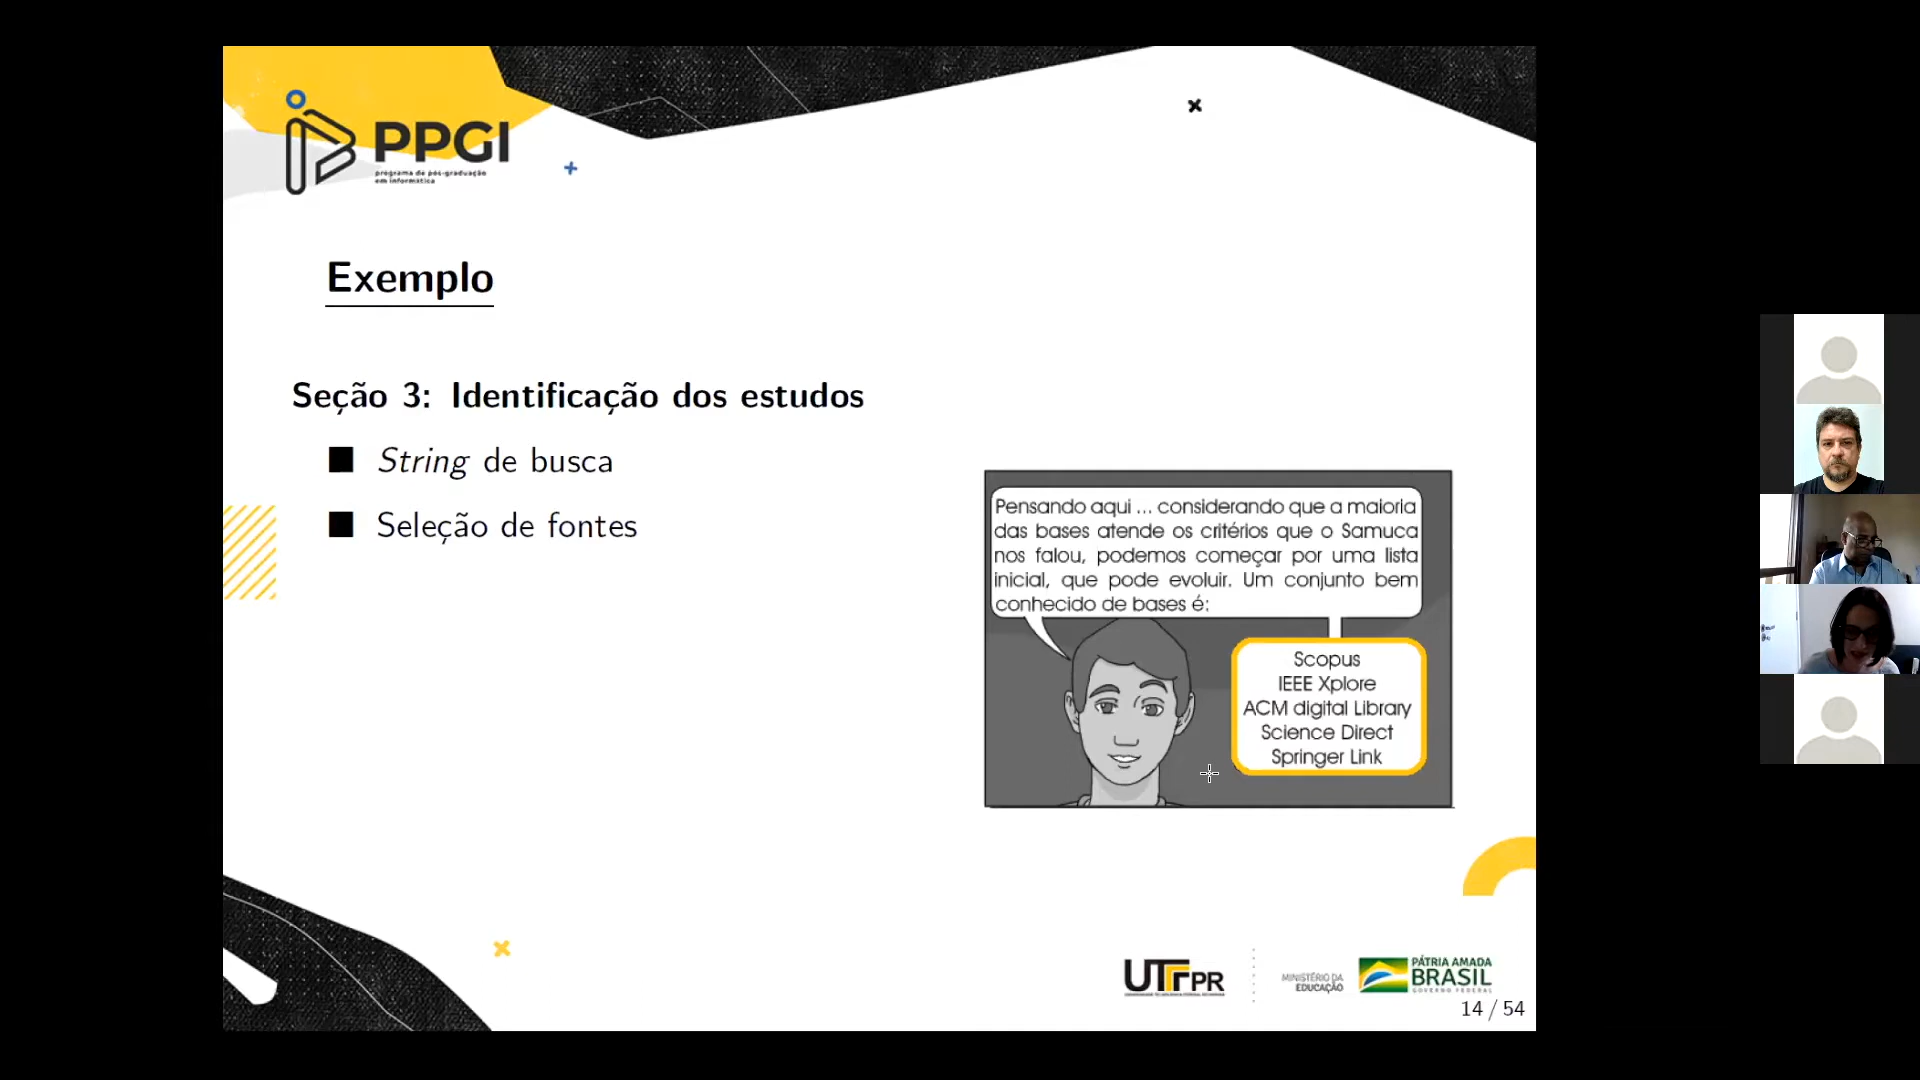 PPGI
programa de pós-graduação
em informática
Exemplo
Seção 3: Identificação dos estudos
String de busca
Seleção de fontes
Pensando aqui ... considerando que a maioria
das bases atende os critérios que o Samuca
nos falou, podemos começar por uma lista
inicial, que pode evoluir. Um conjunto bem
conhecido de bases é:
Scopus
IEEE Xplore
ACM digital Library
Science Direct
Springer Link
UTFPR
MINISTÉRIO DA
EDUCAÇÃO
PÁTRIA AMADA
BRASIL
GOVERNO FEDERAL
14 / 54